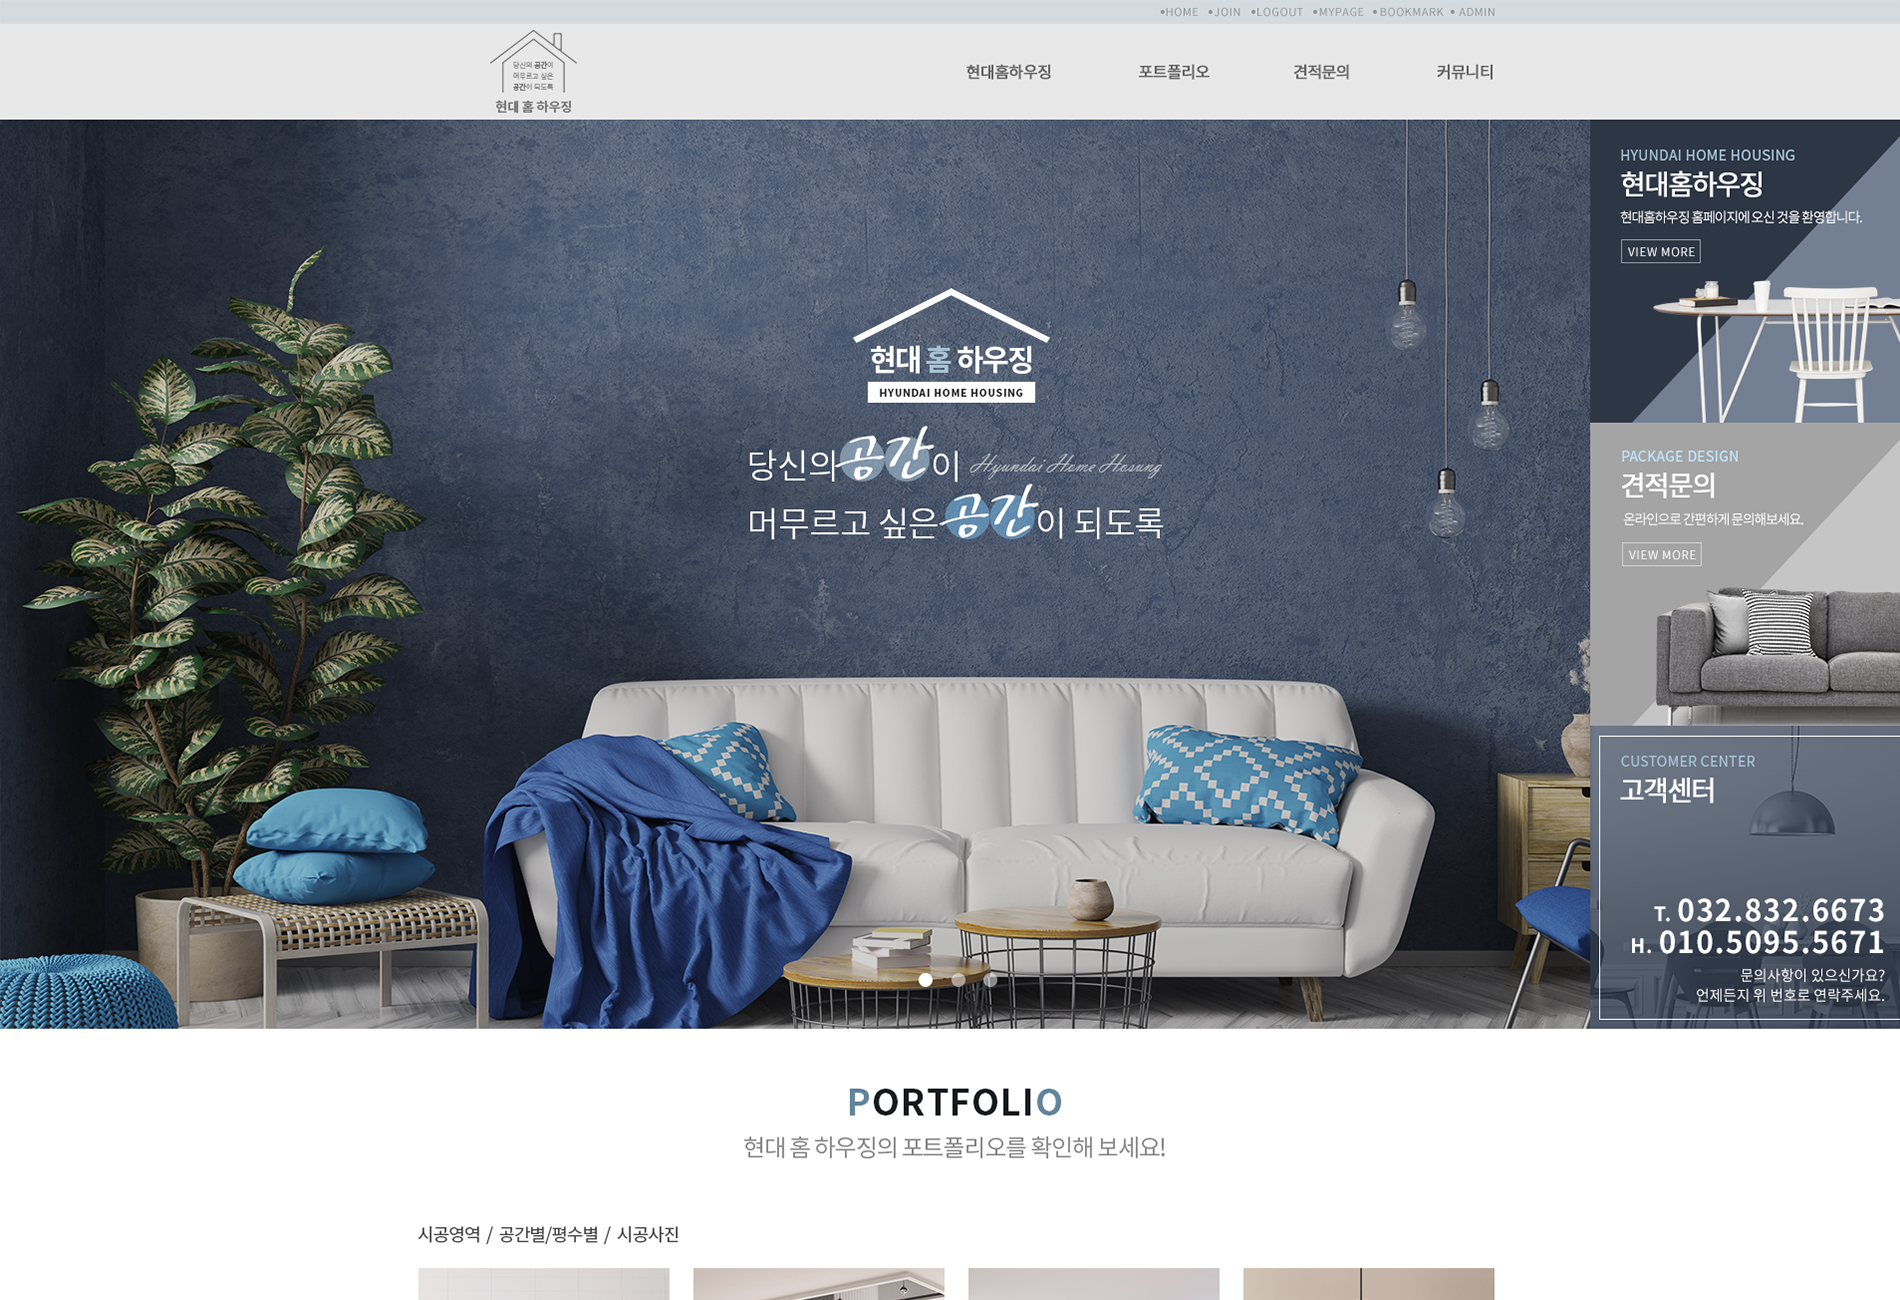 •HOME •JOIN •LOGOUT •MYPAGE •BOOKMARK • ADMIN
당신의 공간이
머무르고 싶은
공간이 되도록
현대 홈 하우징
현대홈하우징 포트폴리오 견적문의 커뮤니티
현대 홈 하우징
HYUNDAI HOME HOUSING
당신의 공간이 Hyundai Home Hosung
머무르고 싶은 공간이 되도록
HYUNDAI HOME HOUSING
현대홈하우징
현대홈하우징 홈페이지에 오신 것을 환영합니다.
VIEW MORE
PACKAGE DESIGN
견적문의
온라인으로 간편하게 문의해보세요.
VIEW MORE
CUSTOMER CENTER
고객센터
T. 032.832.6673
H. 010.5095.5671
문의사항이 있으신가요?
언제든지 위 번호로 연락주세요.
PORTFOLIO
현대 홈 하우징의 포트폴리오를 확인해 보세요!
시공영역 / 공간별/평수별 / 시공사진